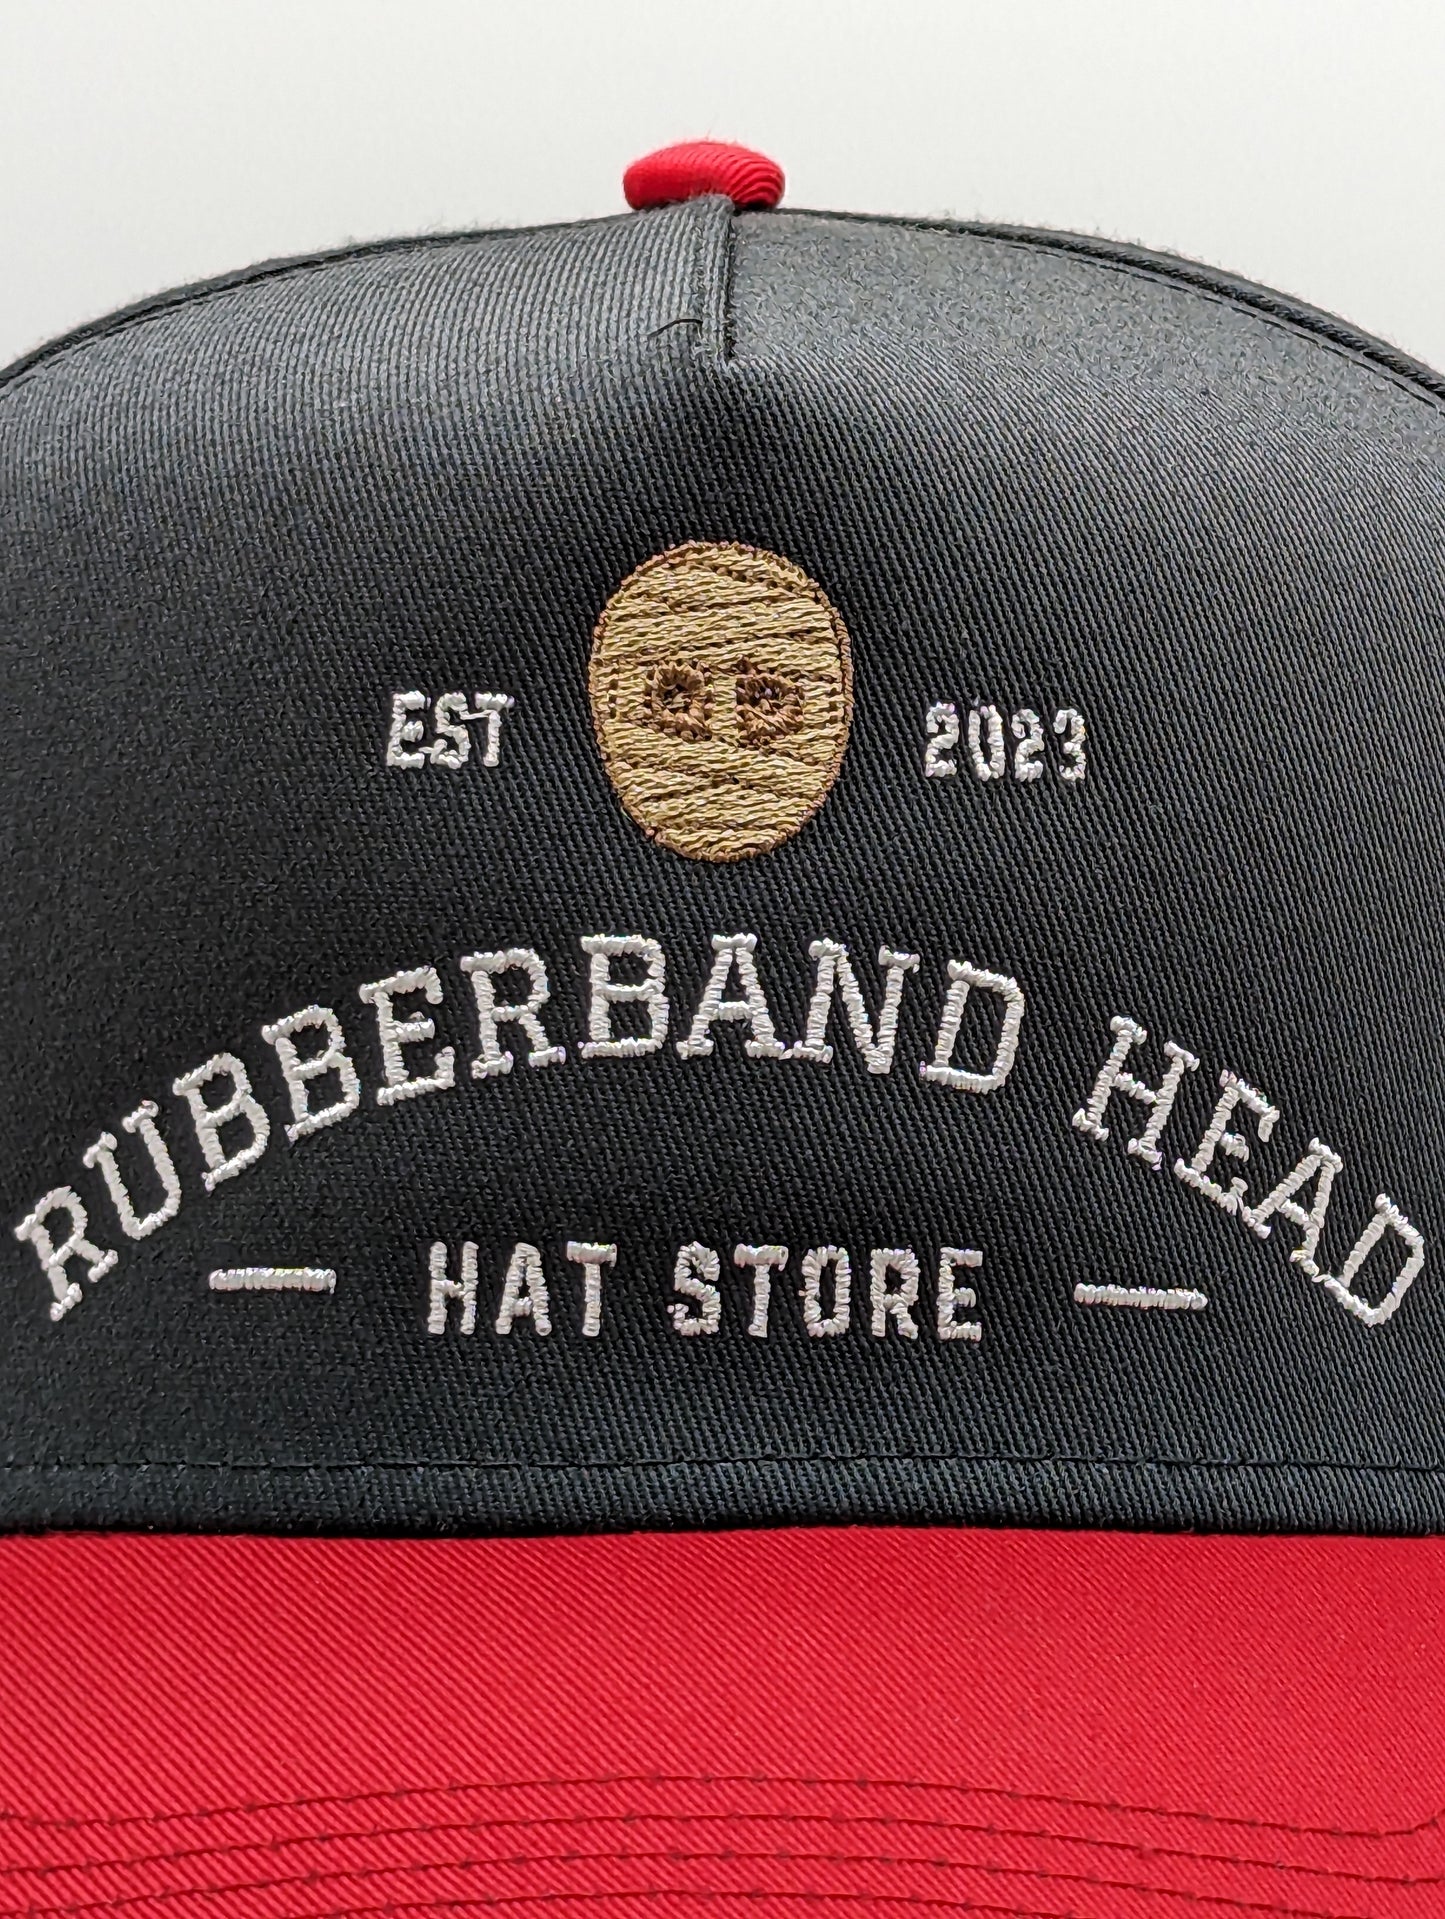 EST 2023
RUBBERBAND HEAD
— HAT STORE —